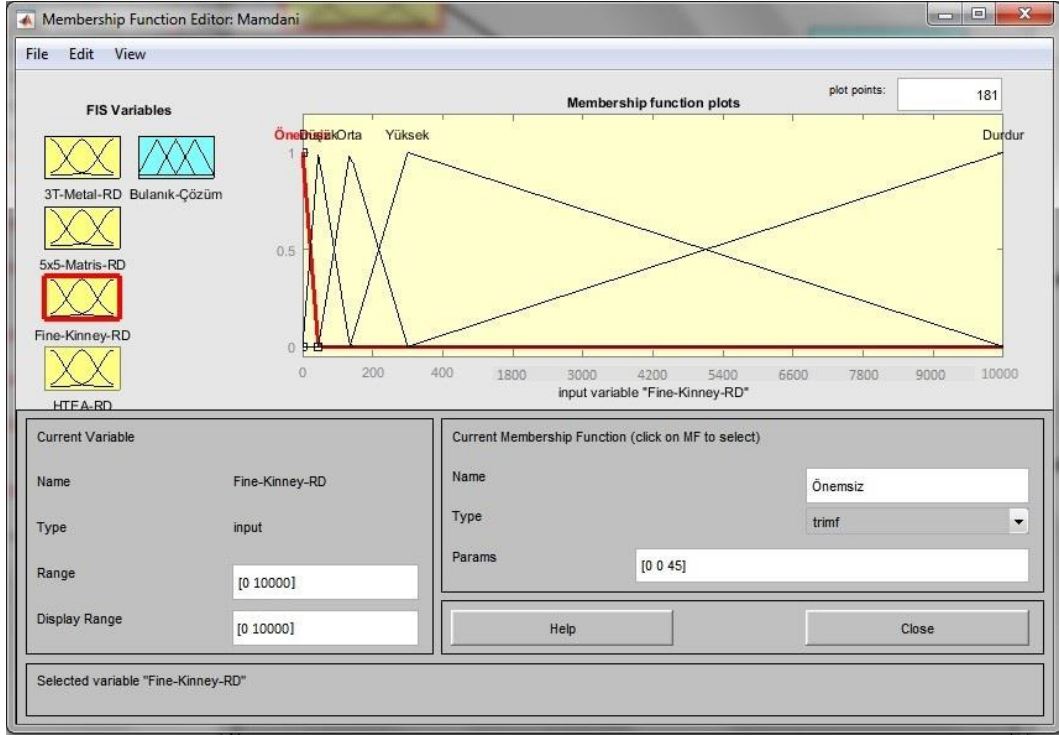 Membership Function Editor: Mamdani
File Edit View
FIS Variables
3T-Metal-RD Bulanık-Çözüm
5x5-Matris-RD
Fine-Kinney-RD
HTEA-RD
plot points: 181
Membership function plots
Önemsiz Düşük Orta Yüksek Durdur
1
0.5
0
0 200 400 1800 3000 4200 5400 6600 7800 9000 10000
input variable "Fine-Kinney-RD"
Current Variable
Name Fine-Kinney-RD
Type input
Range [0 10000]
Display Range [0 10000]
Current Membership Function (click on MF to select)
Name Önemsiz
Type trimf
Params [0 0 45]
Help Close
Selected variable "Fine-Kinney-RD"